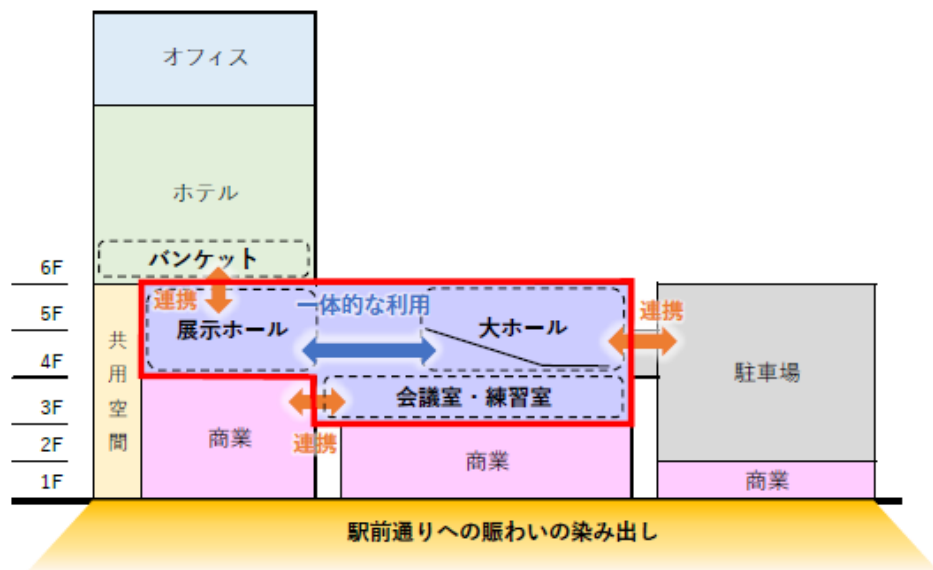 オフィス
ホテル
バンケット
6F
5F
4F
3F
2F
1F
共用空間
連携
展示ホール
一体的な利用
大ホール
連携
会議室・練習室
連携
商業
商業
駐車場
商業
駅前通りへの賑わいの染み出し